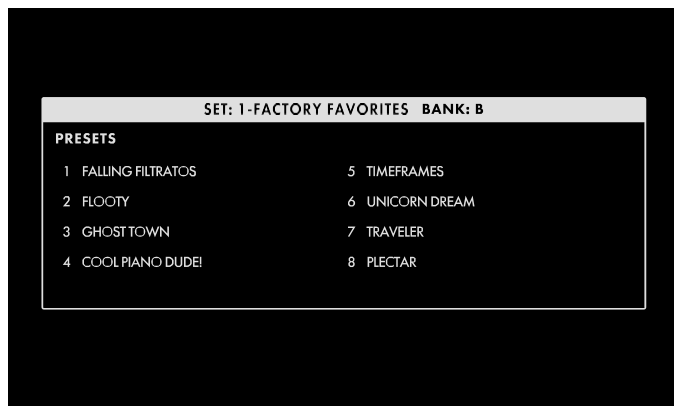 SET: 1-FACTORY FAVORITES BANK: B
PRESETS
1 FALLING FILTRATOS
2 FLOOTY
3 GHOST TOWN
4 COOL PIANO DUDE!
5 TIMEFRAMES
6 UNICORN DREAM
7 TRAVELER
8 PLECTAR